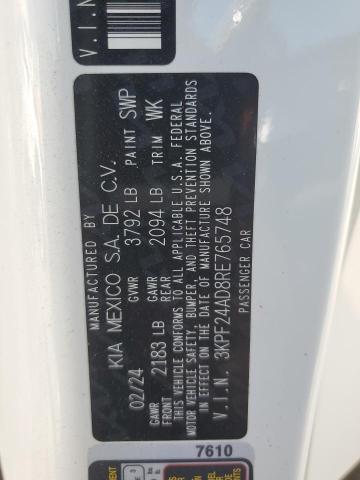 V.I.N
MANUFACTURED BY
KIA MEXICO S.A. DE C.V.
02/24 GVWR 3792 LB PAINT SWP
GAWR FRONT 2183 LB GAWR REAR 2094 LB TRIM WK
THIS VEHICLE CONFORMS TO ALL APPLICABLE U.S.A. FEDERAL
MOTOR VEHICLE SAFETY, BUMPER, AND THEFT PREVENTION STANDARDS
IN EFFECT ON THE DATE OF MANUFACTURE SHOWN ABOVE.
V.I.N. 3KPF24AD8RE765748
PASSENGER CAR
7610